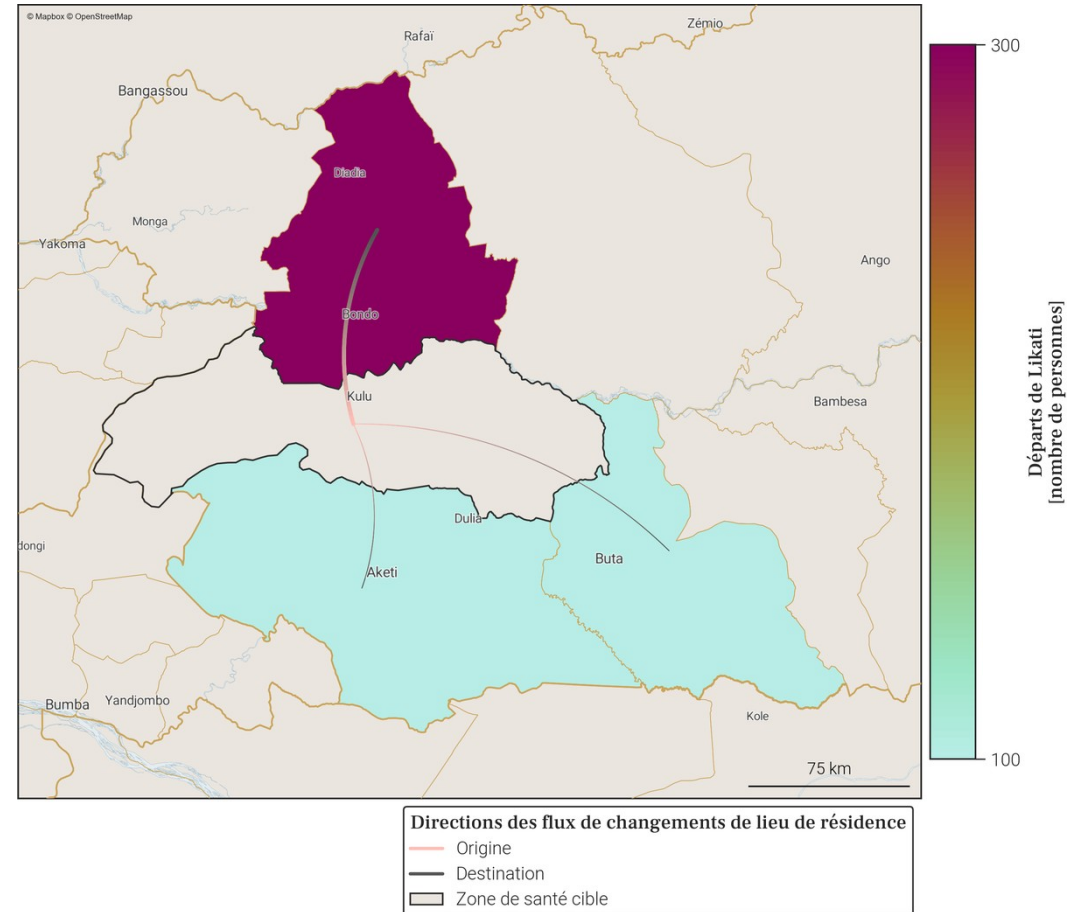 © Mapbox © OpenStreetMap
Zémio
Rafaï
300
Bangassou
Diadia
Monga
Yakoma
Ango
Bondo
Départs de Likati
[nombre de personnes]
Kulu
Bambesa
Dulia
dongi
Buta
Aketi
Yandjombo
Bumba
Kole
100
75 km
Directions des flux de changements de lieu de résidence
Origine
Destination
Zone de santé cible